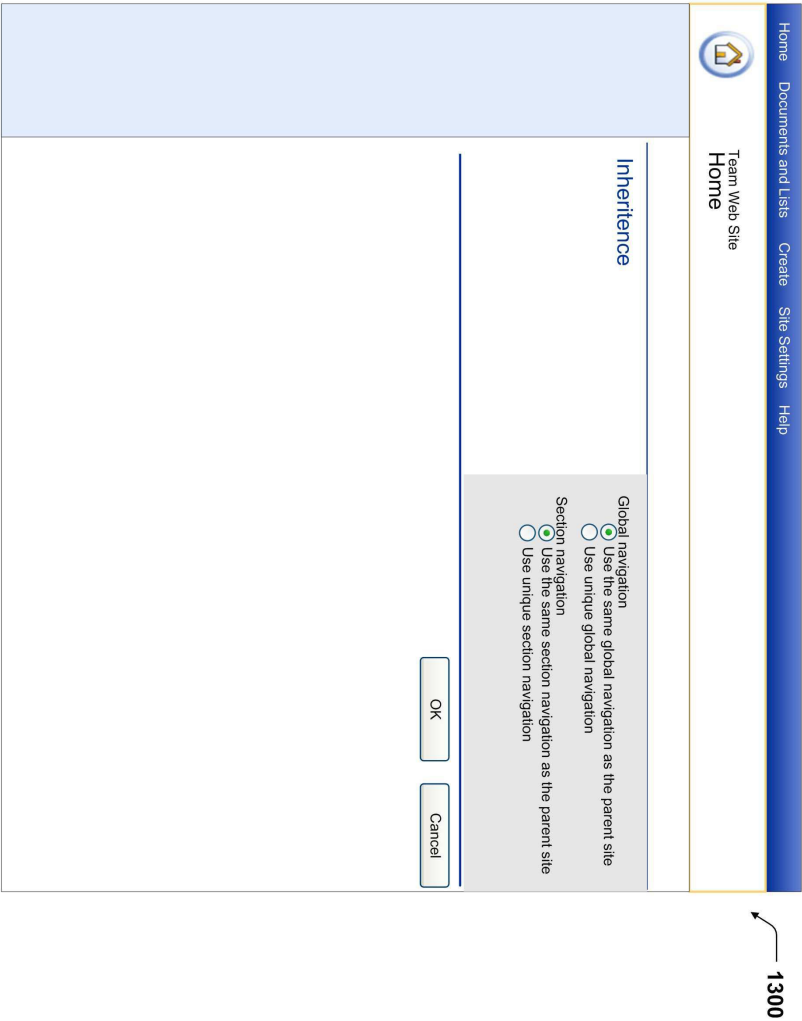 Home Documents and Lists Create Site Settings Help
Team Web Site
Home
Inheritence
Global navigation
Use the same global navigation as the parent site
Use unique global navigation
Section navigation
Use the same section navigation as the parent site
Use unique section navigation
OK Cancel
1300